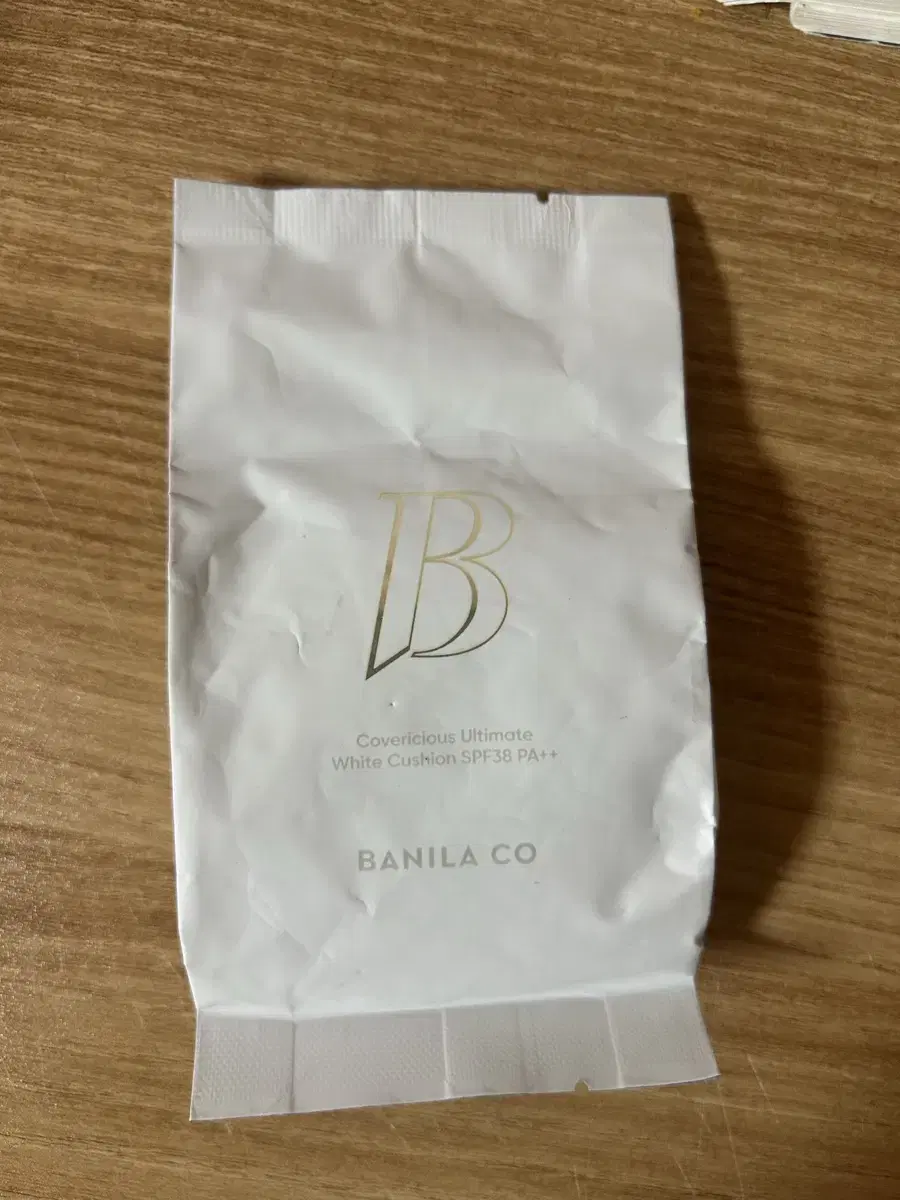 B
Covericious Ultimate
White Cushion SPF38 PA++
BANILA CO